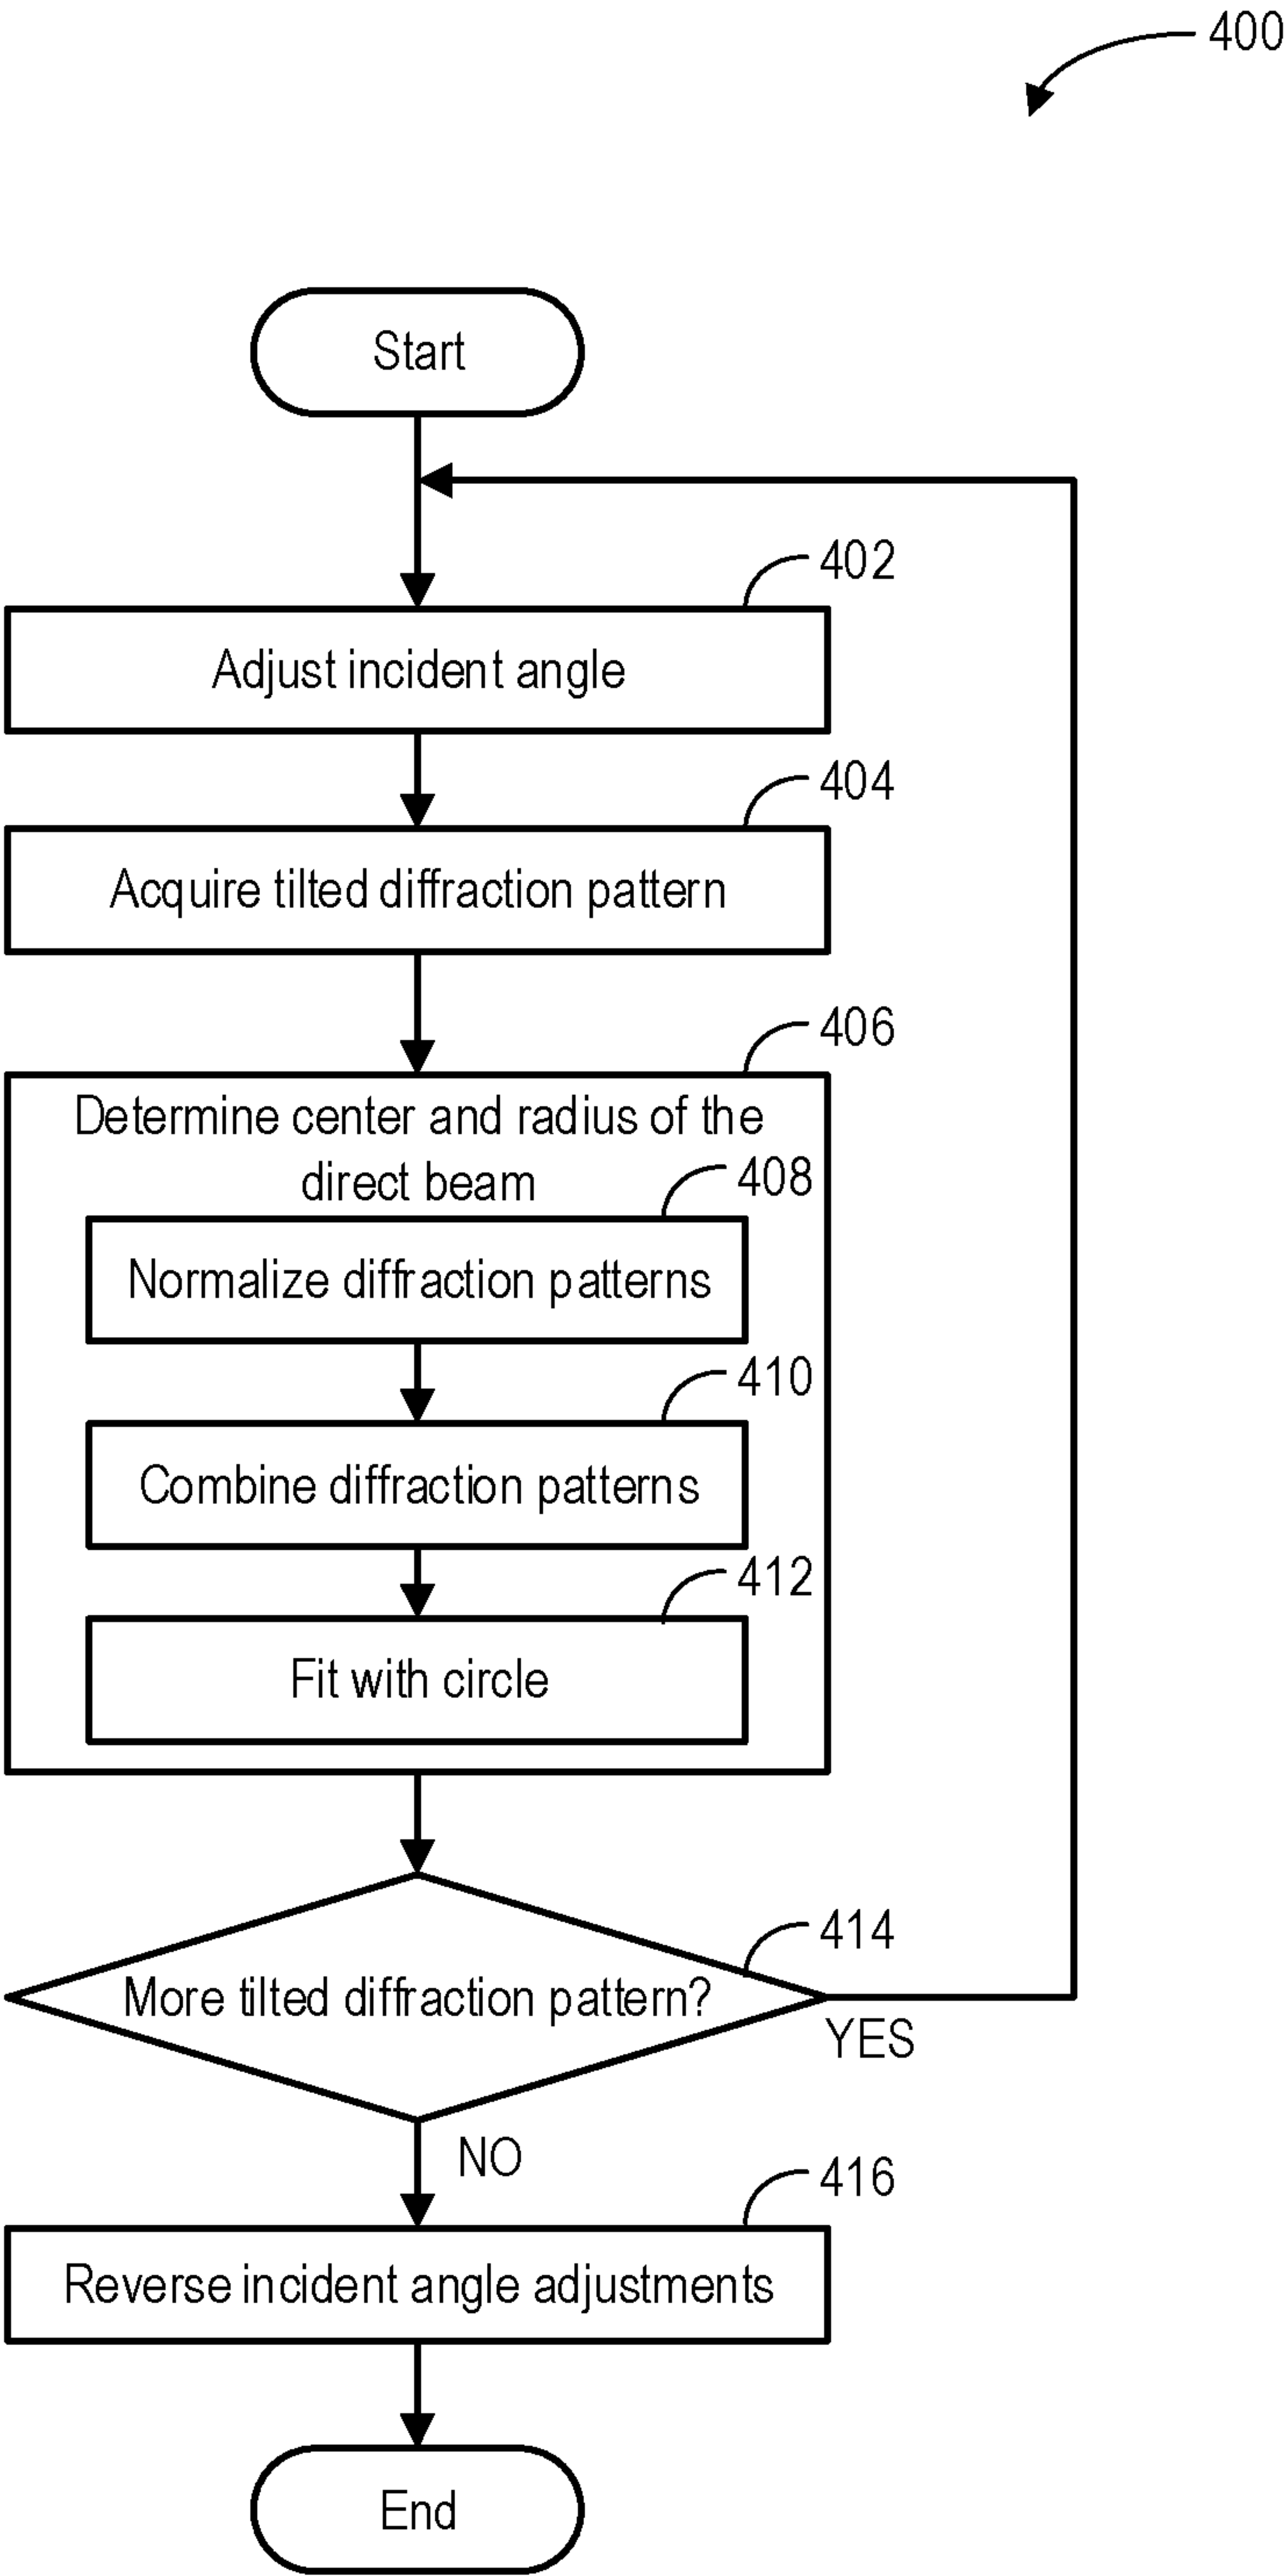 400
Start
402
Adjust incident angle
404
Acquire tilted diffraction pattern
406
Determine center and radius of the
direct beam
408
Normalize diffraction patterns
410
Combine diffraction patterns
412
Fit with circle
414
More tilted diffraction pattern?
YES
NO
416
Reverse incident angle adjustments
End